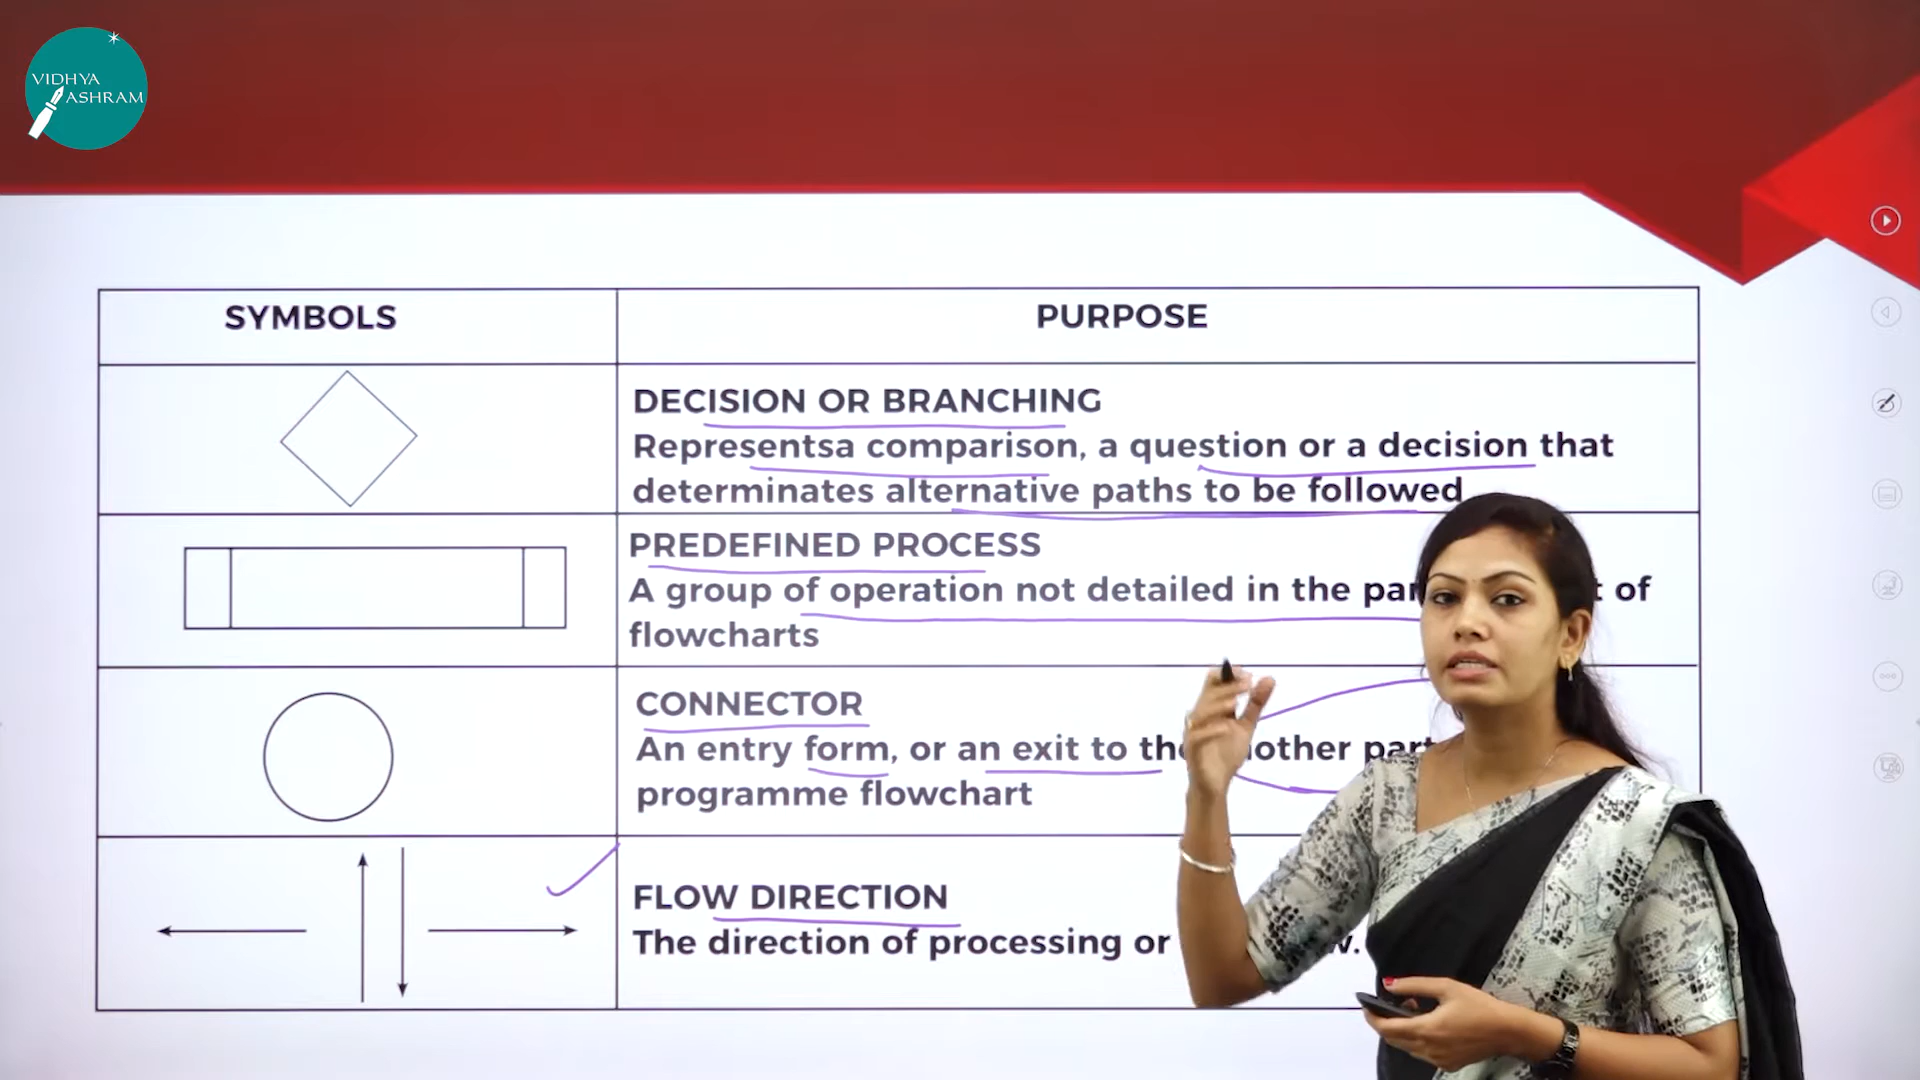 VIDHYA
ASHRAM
SYMBOLS
PURPOSE
DECISION OR BRANCHING
Representsa comparison, a question or a decision that
determinates alternative paths to be followed
PREDEFINED PROCESS
A group of operation not detailed in the of
flowcharts
CONNECTOR
An entry form, or an exit to part
programme flowchart
FLOW DIRECTION
The direction of processing or